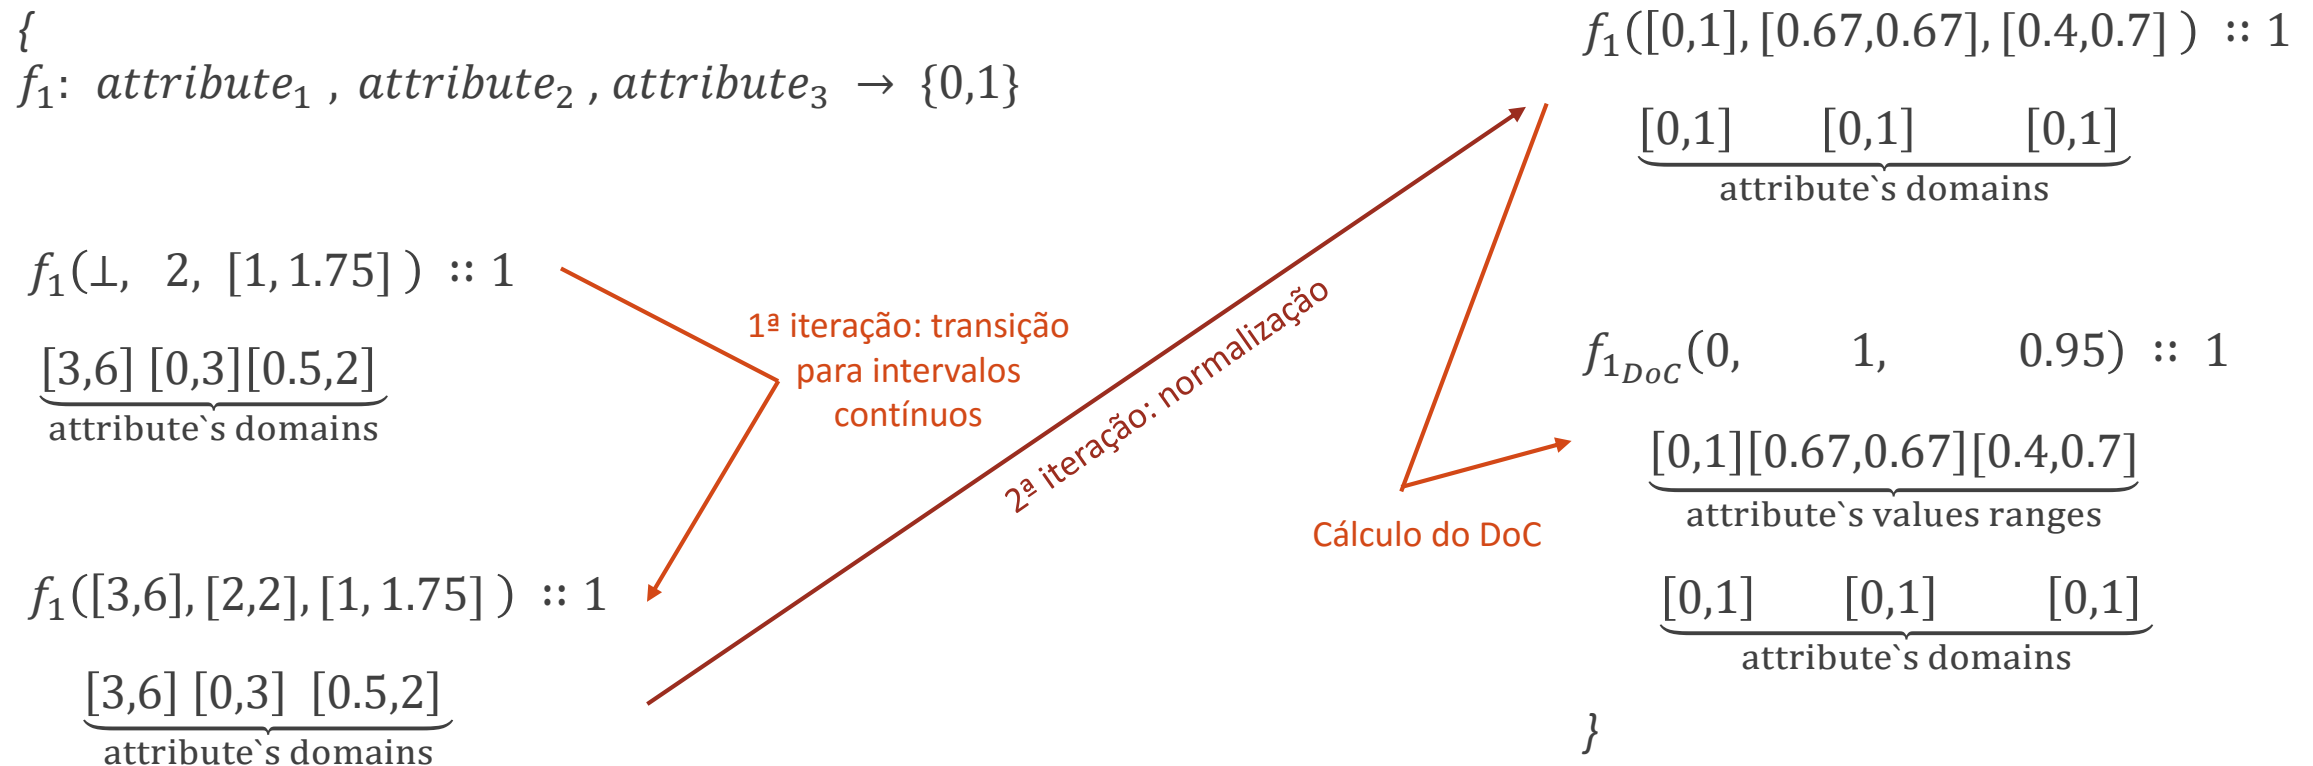 {
f₁: attribute₁ , attribute₂ , attribute₃ → {0,1}
f₁(⊥, 2, [1, 1.75] ) ∷ 1
[3,6] [0,3][0.5,2]
attribute`s domains
1ª iteração: transição
para intervalos
contínuos
f₁([3,6], [2,2], [1, 1.75] ) ∷ 1
[3,6] [0,3] [0.5,2]
attribute`s domains
2ª iteração: normalização
f₁([0,1], [0.67,0.67], [0.4,0.7] ) ∷ 1
[0,1] [0,1] [0,1]
attribute`s domains
Cálculo do DoC
f₁_DoC(0, 1, 0.95) ∷ 1
[0,1][0.67,0.67][0.4,0.7]
attribute`s values ranges
[0,1] [0,1] [0,1]
attribute`s domains
}